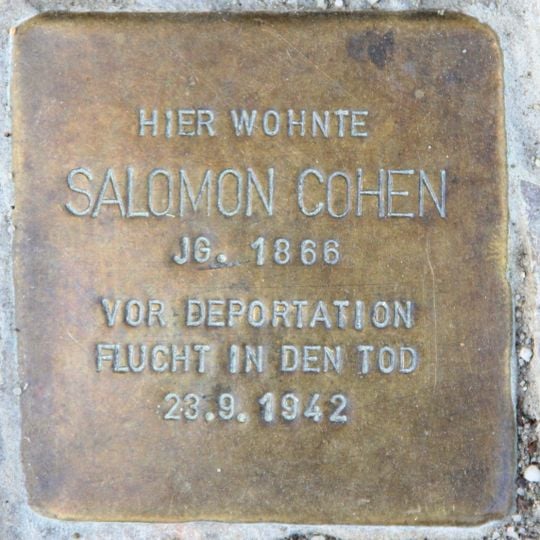 HIER WOHNTE
SALOMON COHEN
JG. 1866
VOR DEPORTATION
FLUCHT IN DEN TOD
23.9.1942